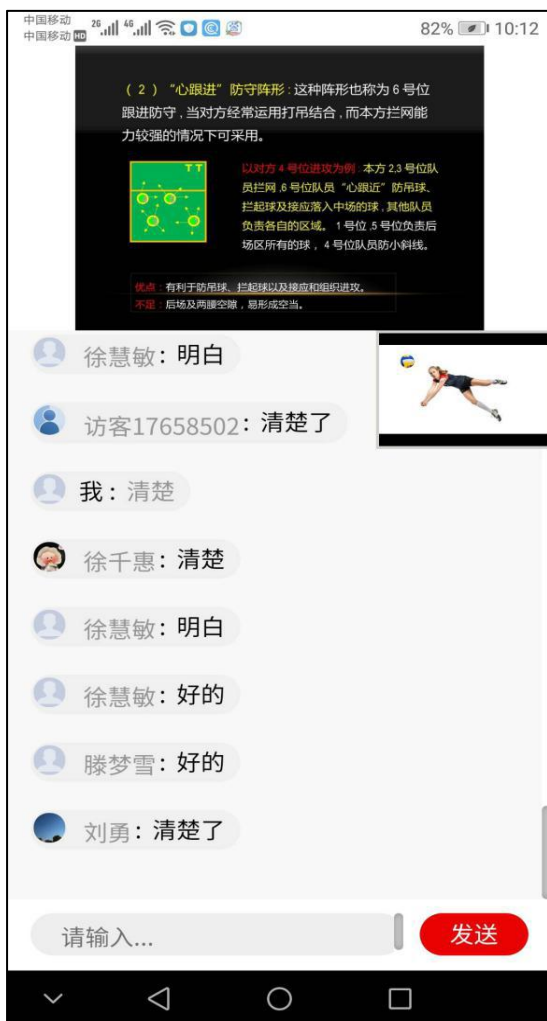 中国移动 2G 4G
中国移动 HD
82% 10:12
(2)“心跟进”防守阵形:这种阵形也称为6号位
跟进防守,当对方经常运用打吊结合,而本方拦网能
力较强的情况下可采用。
TT
以对方4号位进攻为例:本方2,3号位队
员拦网,6号位队员“心跟近”防吊球、
拦起球及接应落入中场的球,其他队员
负责各自的区域。 1号位,5号位负责后
场区所有的球, 4号位队员防小斜线。
优点:有利于防吊球、拦起球以及接应和组织进攻。
不足:后场及两腰空隙,易形成空当。
徐慧敏:明白
访客17658502:清楚了
我:清楚
徐千惠:清楚
徐慧敏:明白
徐慧敏:好的
滕梦雪:好的
刘勇:清楚了
请输入...
发送